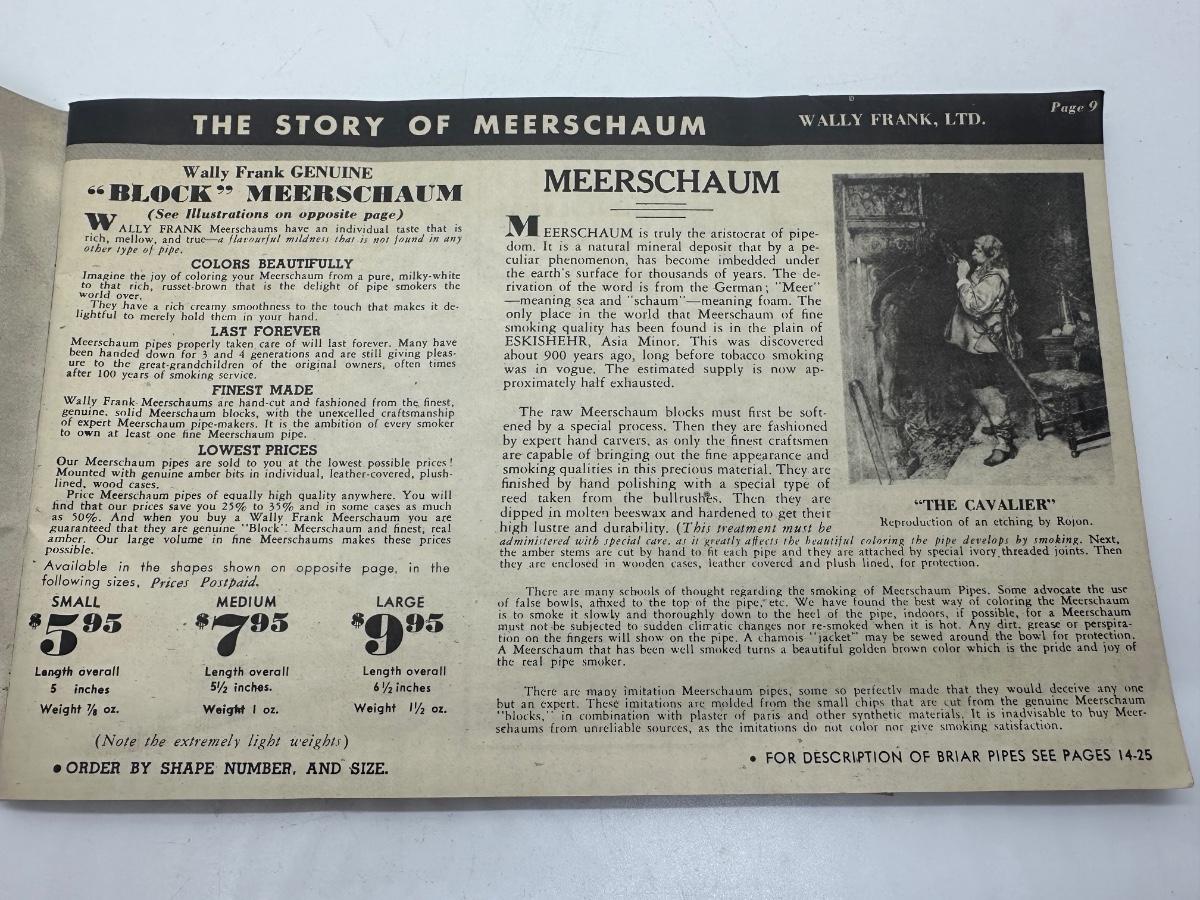 THE STORY OF MEERSCHAUM
WALLY FRANK, LTD.
Page 9
Wally Frank GENUINE
"BLOCK" MEERSCHAUM
(See Illustrations on opposite page)
WALLY FRANK Meerschaums have an individual taste that is
rich, mellow, and true—a flavourful mildness that is not found in any
other type of pipe.
COLORS BEAUTIFULLY
Imagine the joy of coloring your Meerschaum from a pure, milky-white
to that rich, russet-brown that is the delight of pipe smokers the
world over.
They have a rich creamy smoothness to the touch that makes it de-
lightful to merely hold them in your hand.
LAST FOREVER
Meerschaum pipes properly taken care of will last forever. Many have
been handed down for 3 and 4 generations and are still giving pleas-
ure to the great-grandchildren of the original owners, often times
after 100 years of smoking service.
FINEST MADE
Wally Frank Meerschaums are hand-cut and fashioned from the finest,
genuine, solid Meerschaum blocks, with the unexcelled craftsmanship
of expert Meerschaum pipe-makers. It is the ambition of every smoker
to own at least one fine Meerschaum pipe.
LOWEST PRICES
Our Meerschaum pipes are sold to you at the lowest possible prices!
Mounted with genuine amber bits in individual, leather-covered, plush-
lined, wood cases.
Price Meerschaum pipes of equally high quality anywhere. You will
find that our prices save you 25% to 35% and in some cases as much
as 50%. And when you buy a Wally Frank Meerschaum you are
guaranteed that they are genuine "Block" Meerschaum and finest, real
amber. Our large volume in fine Meerschaums makes these prices
possible.
Available in the shapes shown on opposite page, in the
following sizes, Prices Postpaid.
SMALL
$5.95
Length overall
5 inches
Weight 7/8 oz.
MEDIUM
$7.95
Length overall
5½ inches.
Weight 1 oz.
LARGE
$9.95
Length overall
6½ inches
Weight 1½ oz.
(Note the extremely light weights)
• ORDER BY SHAPE NUMBER, AND SIZE.
MEERSCHAUM
MEERSCHAUM is truly the aristocrat of pipe-
dom. It is a natural mineral deposit that by a pe-
culiar phenomenon, has become imbedded under
the earth's surface for thousands of years. The de-
rivation of the word is from the German; "Meer"
—meaning sea and "schaum"—meaning foam. The
only place in the world that Meerschaum of fine
smoking quality has been found is in the plain of
ESKISHEHR, Asia Minor. This was discovered
about 900 years ago, long before tobacco smoking
was in vogue. The estimated supply is now ap-
proximately half exhausted.
The raw Meerschaum blocks must first be soft-
ened by a special process. Then they are fashioned
by expert hand carvers, as only the finest craftsmen
are capable of bringing out the fine appearance and
smoking qualities in this precious material. They are
finished by hand polishing with a special type of
reed taken from the bullrushes. Then they are
dipped in molten beeswax and hardened to get their
high lustre and durability. (This treatment must be
administered with special care, as it greatly affects the beautiful coloring the pipe develops by smoking. Next,
the amber stems are cut by hand to fit each pipe and they are attached by special ivory threaded joints. Then
they are enclosed in wooden cases, leather covered and plush lined, for protection.
There are many schools of thought regarding the smoking of Meerschaum Pipes. Some advocate the use
of false bowls, affixed to the top of the pipe, etc. We have found the best way of coloring the Meerschaum
is to smoke it slowly and thoroughly down to the heel of the pipe, indoors, if possible, for a Meerschaum
must not be subjected to sudden climatic changes nor re-smoked when it is hot. Any dirt, grease or perspira-
tion on the fingers will show on the pipe. A chamois "jacket" may be sewed around the bowl for protection.
A Meerschaum that has been well smoked turns a beautiful golden brown color which is the pride and joy of
the real pipe smoker.
There are many imitation Meerschaum pipes, some so perfectly made that they would deceive any one
but an expert. These imitations are molded from the small chips that are cut from the genuine Meerschaum
"blocks," in combination with plaster of paris and other synthetic materials. It is inadvisable to buy Meer-
schaums from unreliable sources, as the imitations do not color nor give smoking satisfaction.
"THE CAVALIER"
Reproduction of an etching by Rojon.
• FOR DESCRIPTION OF BRIAR PIPES SEE PAGES 14-25